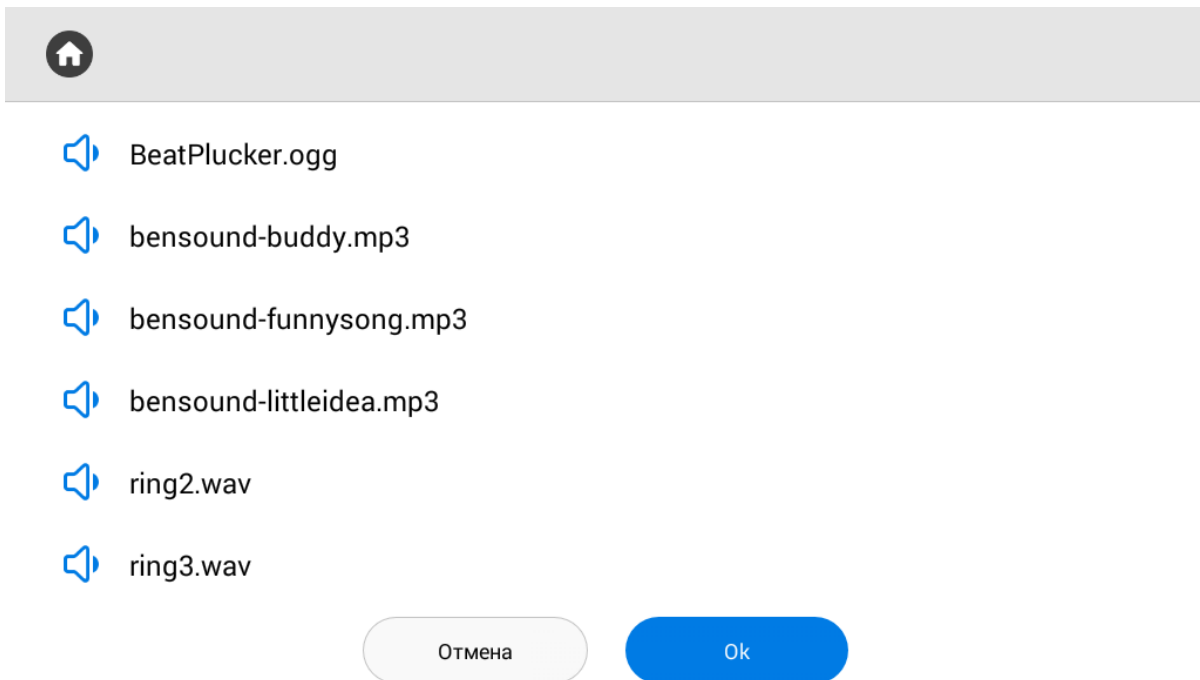 BeatPlucker.ogg
bensound-buddy.mp3
bensound-funnysong.mp3
bensound-littleidea.mp3
ring2.wav
ring3.wav
Отмена Ok